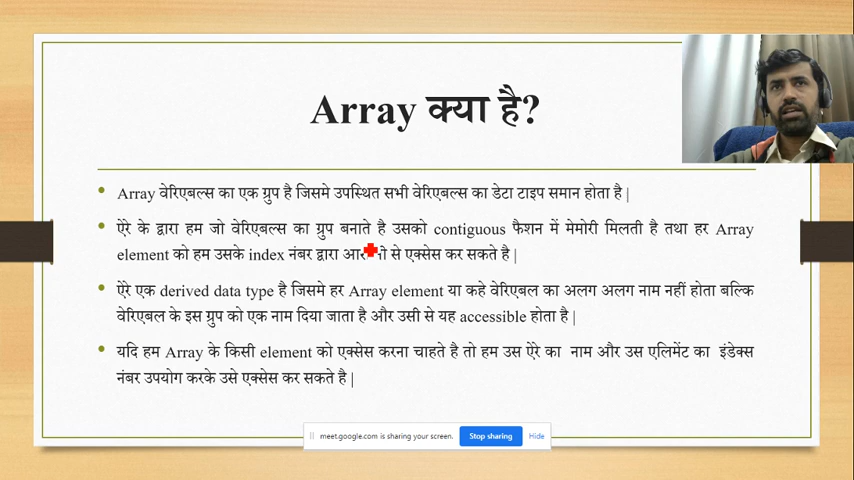 Array क्या है?
Array वेरिएबल्स का एक ग्रुप है जिसमे उपस्थित सभी वेरिएबल्स का डेटा टाइप समान होता है |
ऐरे के द्वारा हम जो वेरिएबल्स का ग्रुप बनाते है उसको contiguous फैशन में मेमोरी मिलती है तथा हर Array
element को हम उसके index नंबर द्वारा से एक्सेस कर सकते है |
ऐरे एक derived data type है जिसमे हर Array element या कहे वेरिएबल का अलग अलग नाम नहीं होता बल्कि
वेरिएबल के इस ग्रुप को एक नाम दिया जाता है और उसी से यह accessible होता है |
यदि हम Array के किसी element को एक्सेस करना चाहते है तो हम उस ऐरे का नाम और उस एलिमेंट का इंडेक्स
नंबर उपयोग करके उसे एक्सेस कर सकते है |
meet.google.com is sharing your screen. Stop sharing Hide